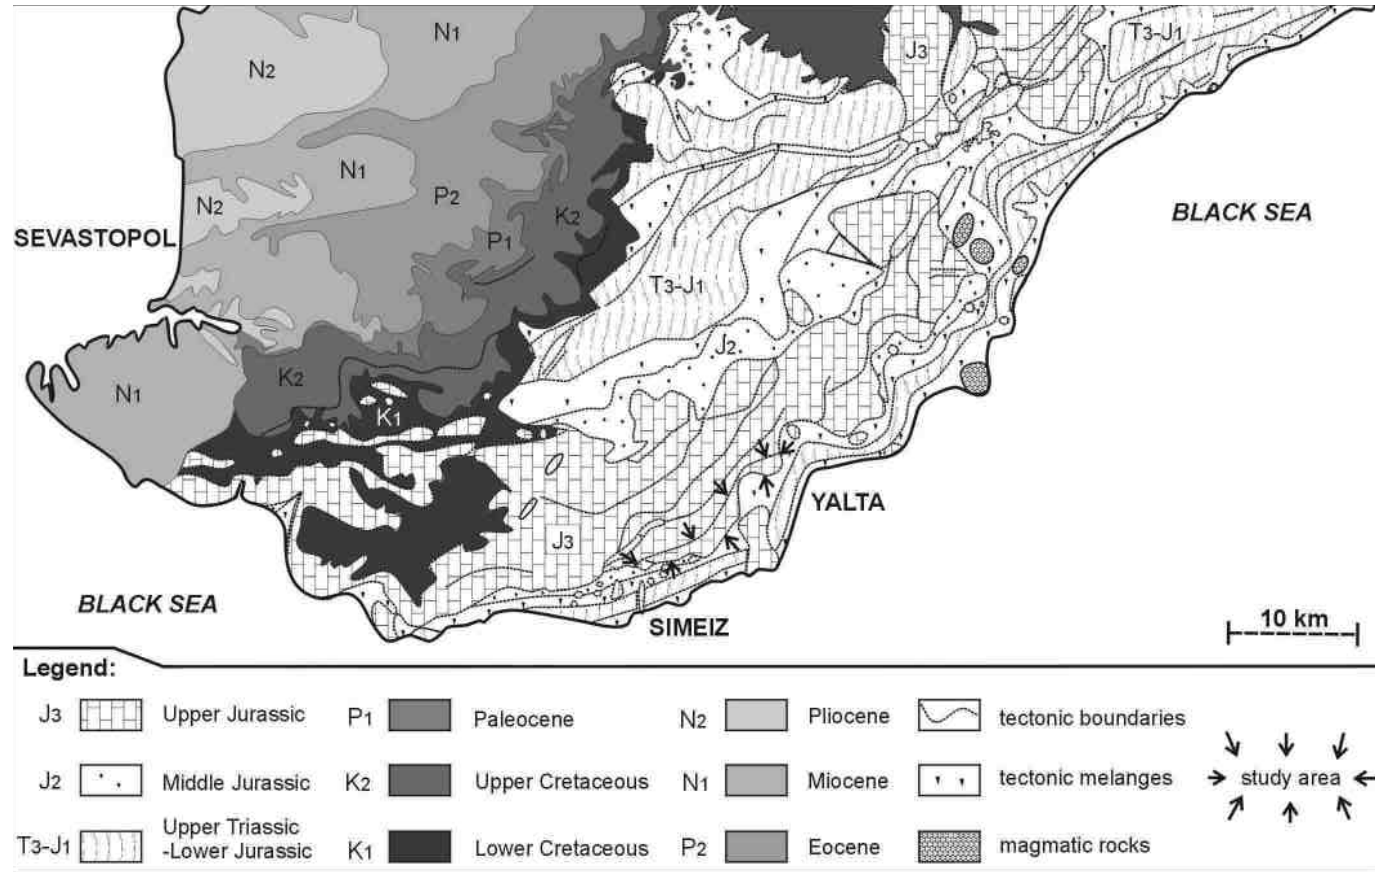 N1
T3-J1
J3
N2
N1
P2
N2
K2
BLACK SEA
SEVASTOPOL
P1
T3-J1
J2
K2
N1
K1
YALTA
J3
BLACK SEA
SIMEIZ
10 km
Legend:
J3 Upper Jurassic
P1 Paleocene
N2 Pliocene
tectonic boundaries
J2 Middle Jurassic
K2 Upper Cretaceous
N1 Miocene
tectonic melanges
study area
T3-J1 Upper Triassic
-Lower Jurassic
K1 Lower Cretaceous
P2 Eocene
magmatic rocks